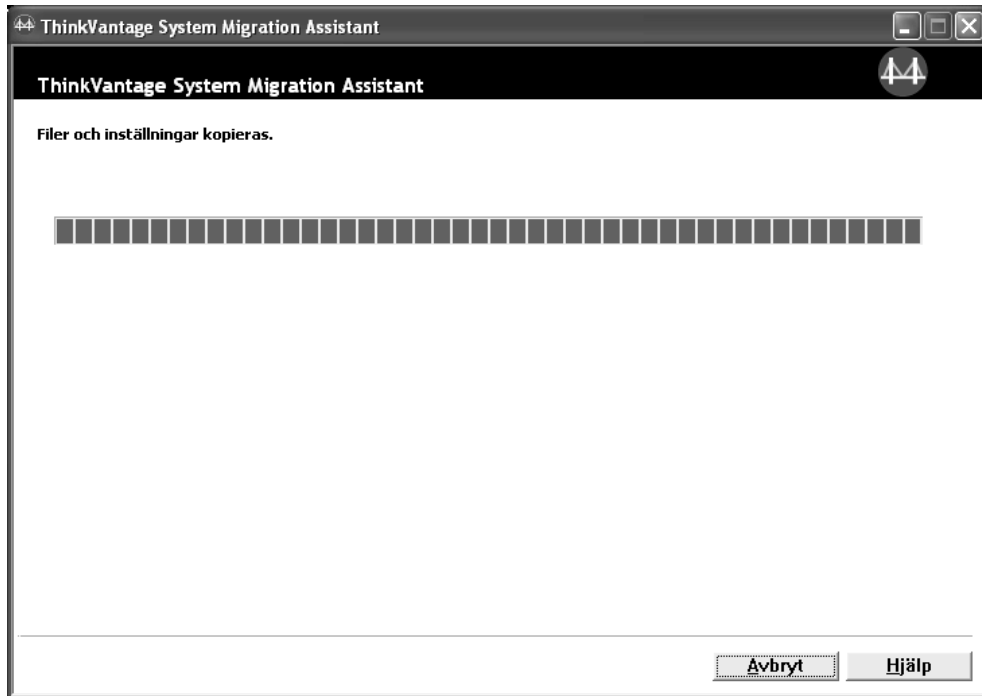 ThinkVantage System Migration Assistant
ThinkVantage System Migration Assistant
Filer och inställningar kopieras.
Avbryt Hjälp